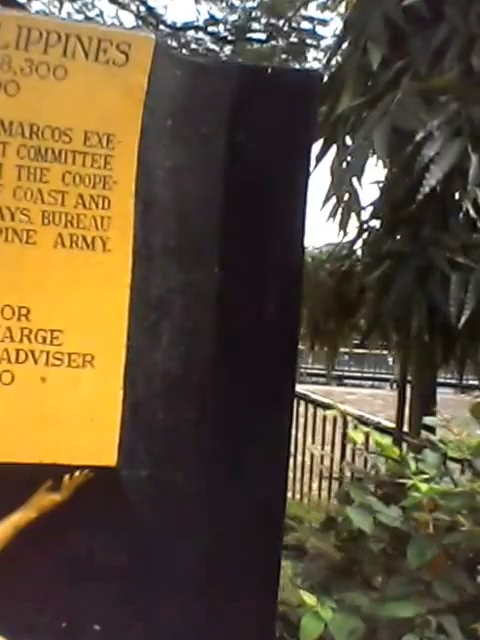 LIPPINES
8,300
00
MARCOS EXE-
T COMMITTEE
THE COOPE-
COAST AND
AYS. BUREAU
PINE ARMY.
OR
ARGE
ADVISER
O